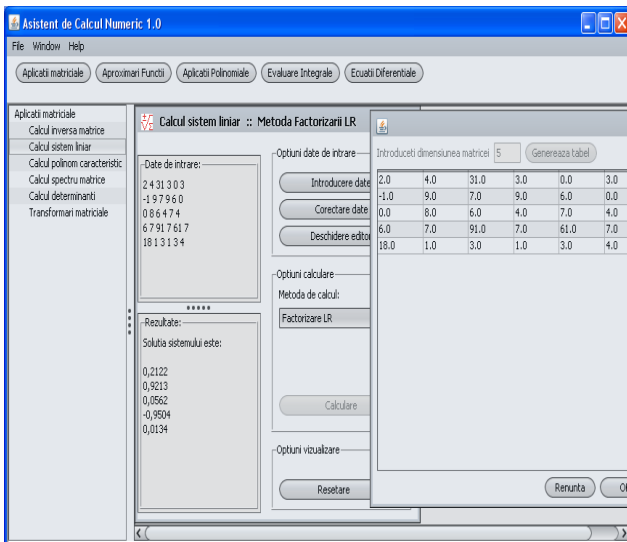 Asistent de Calcul Numeric 1.0
File Window Help
Aplicatii matriciale Aproximari Functii Aplicatii Polinomiale Evaluare Integrale Ecuatii Diferentiale
Aplicatii matriciale
Calcul inversa matrice
Calcul sistem liniar
Calcul polinom caracteristic
Calcul spectru matrice
Calcul determinanti
Transformari matriciale
Calcul sistem liniar :: Metoda Factorizarii LR
Date de intrare:
2 4 31 3 0 3
-1 9 7 9 6 0
0 8 6 4 7 4
6 7 91 7 61 7
18 1 3 1 3 4
Rezultate:
Solutia sistemului este:
0,2122
0,9213
0,0562
-0,9504
0,0134
Optiuni date de intrare
Introducere date
Corectare date
Deschidere editor
Optiuni calculare
Metoda de calcul:
Factorizare LR
Calculare
Optiuni vizualizare
Resetare
Introduceti dimensiunea matricei 5 Genereaza tabel
2.0 4.0 31.0 3.0 0.0 3.0
-1.0 9.0 7.0 9.0 6.0 0.0
0.0 8.0 6.0 4.0 7.0 4.0
6.0 7.0 91.0 7.0 61.0 7.0
18.0 1.0 3.0 1.0 3.0 4.0
Renunta